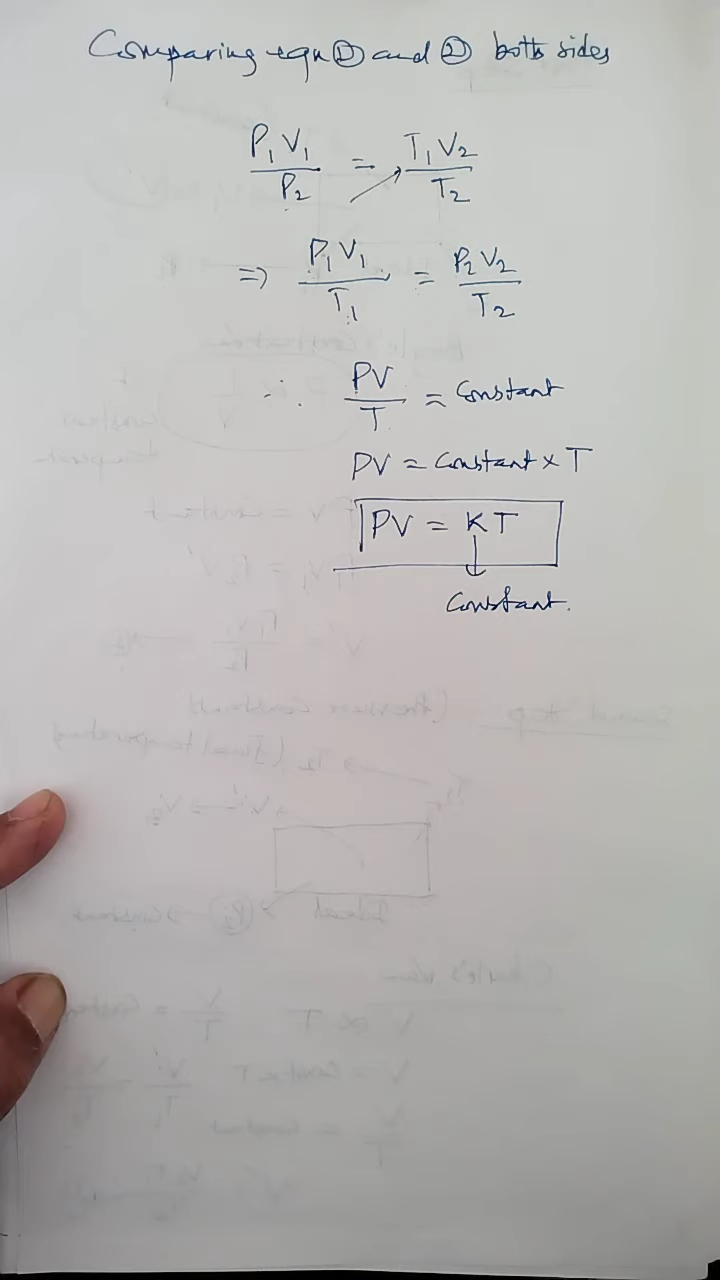 Comparing eqn ① and ② both sides
P₁V₁/P₂ = T₁V₂/T₂
⇒ P₁V₁/T₁ = P₂V₂/T₂
∴ PV/T = Constant
PV = Constant × T
PV = KT
Constant.